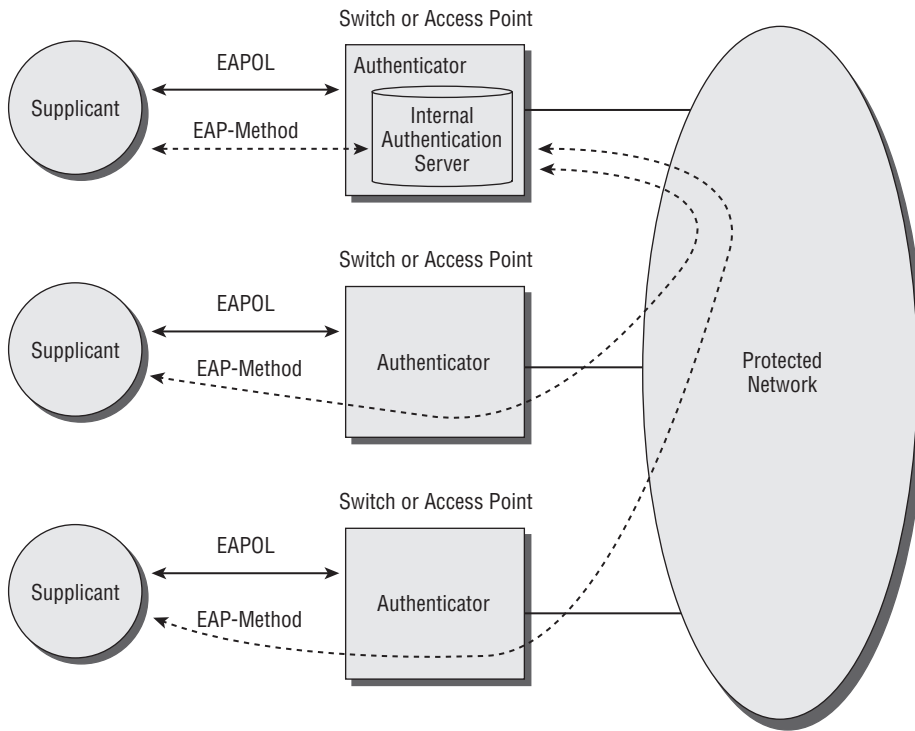 Switch or Access Point
Supplicant
EAPOL
EAP-Method
Authenticator
Internal
Authentication
Server
Switch or Access Point
Supplicant
EAPOL
EAP-Method
Authenticator
Protected
Network
Switch or Access Point
Supplicant
EAPOL
EAP-Method
Authenticator